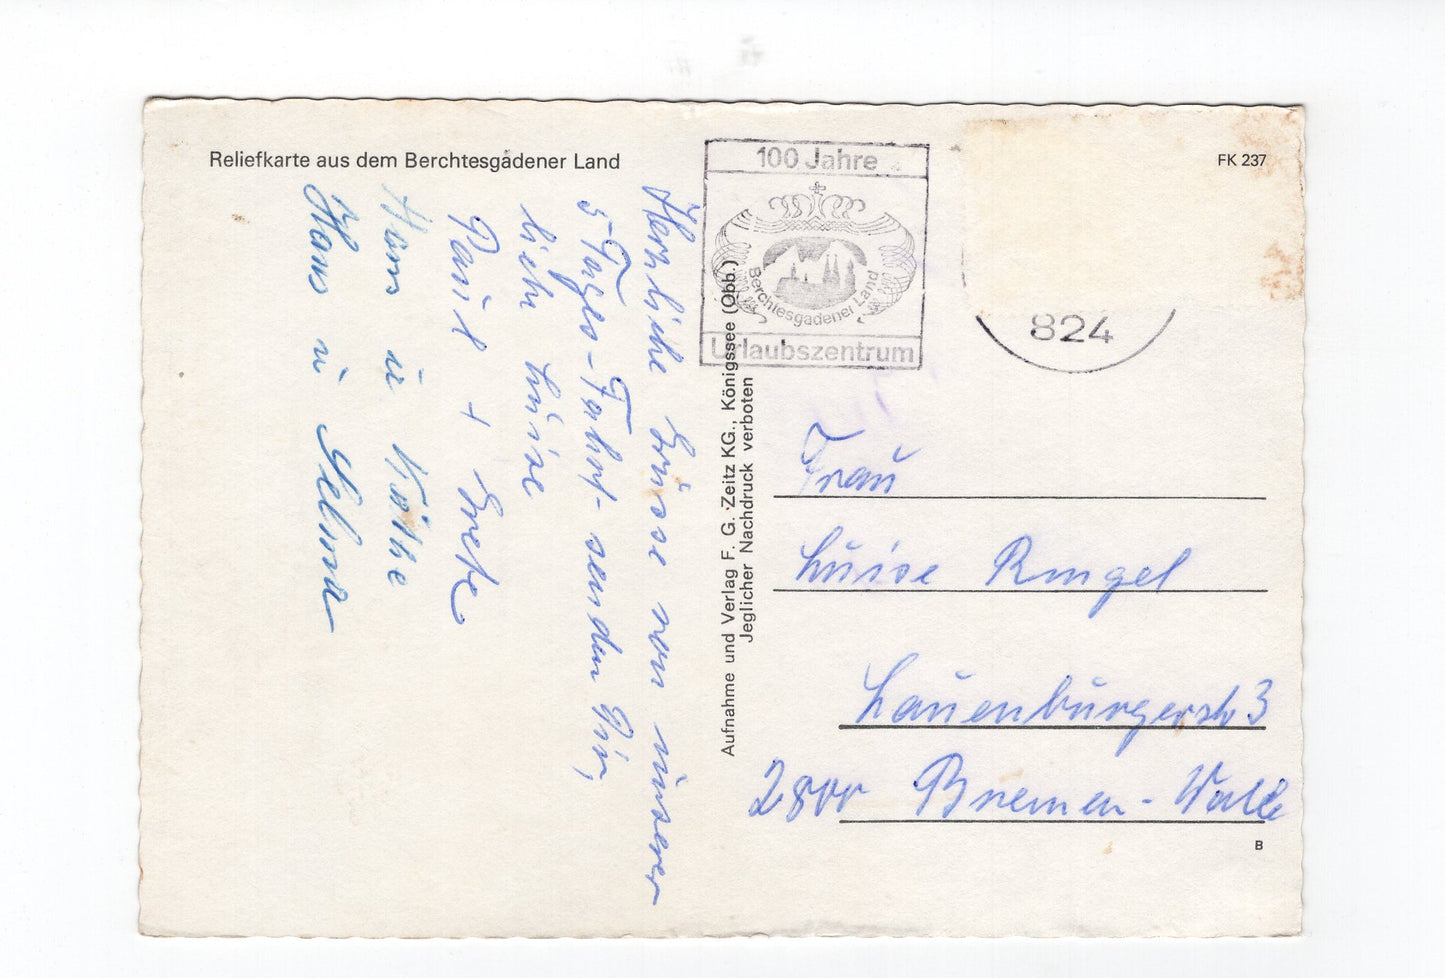 Reliefkarte aus dem Berchtesgadener Land
FK 237
100 Jahre
Berchtesgadener Land
Urlaubszentrum
824
Herzliche Grüsse von unserer
5 Tages-Fahrt senden Dir,
liebe Luise
Paul + Grete
Hans u Käthe
Hans u Selma
Aufnahme und Verlag F. G. Zeitz KG., Königssee (Obb.)
Jeglicher Nachdruck verboten
Frau
Luise Ringel
Lauenburgerstr 3
2800 Bremen-Walle
B